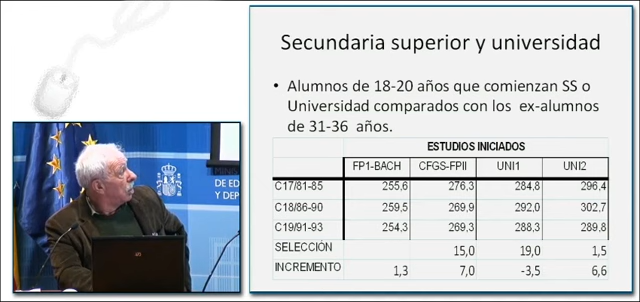 Secundaria superior y universidad
• Alumnos de 18-20 años que comienzan SS o
Universidad comparados con los ex-alumnos
de 31-36 años.
ESTUDIOS INICIADOS
FP1-BACH CFGS-FPII UNI1 UNI2
C17/81-85 255,6 276,3 284,8 296,4
C18/86-90 259,5 269,9 292,0 302,7
C19/91-93 254,3 269,3 288,3 289,8
SELECCIÓN 15,0 19,0 1,5
INCREMENTO 1,3 7,0 -3,5 6,6
DE ED
Y DEP